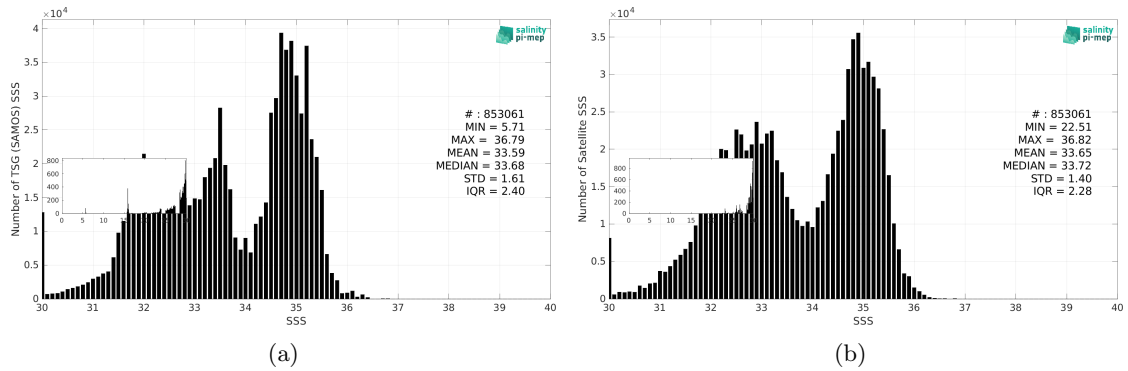 ×10⁴
4
3.5
3
2.5
2
1.5
1
0.5
0
Number of TSG (SAMOS) SSS
salinity
pi-mep
# : 853061
MIN = 5.71
MAX = 36.79
MEAN = 33.59
MEDIAN = 33.68
STD = 1.61
IQR = 2.40
800
600
400
200
0
0 5 10
30 31 32 33 34 35 36 37 38 39 40
SSS
(a)
×10⁴
3.5
3
2.5
2
1.5
1
0.5
0
Number of Satellite SSS
salinity
pi-mep
# : 853061
MIN = 22.51
MAX = 36.82
MEAN = 33.65
MEDIAN = 33.72
STD = 1.40
IQR = 2.28
800
600
400
200
0
0 5 10 15
30 31 32 33 34 35 36 37 38 39 40
SSS
(b)